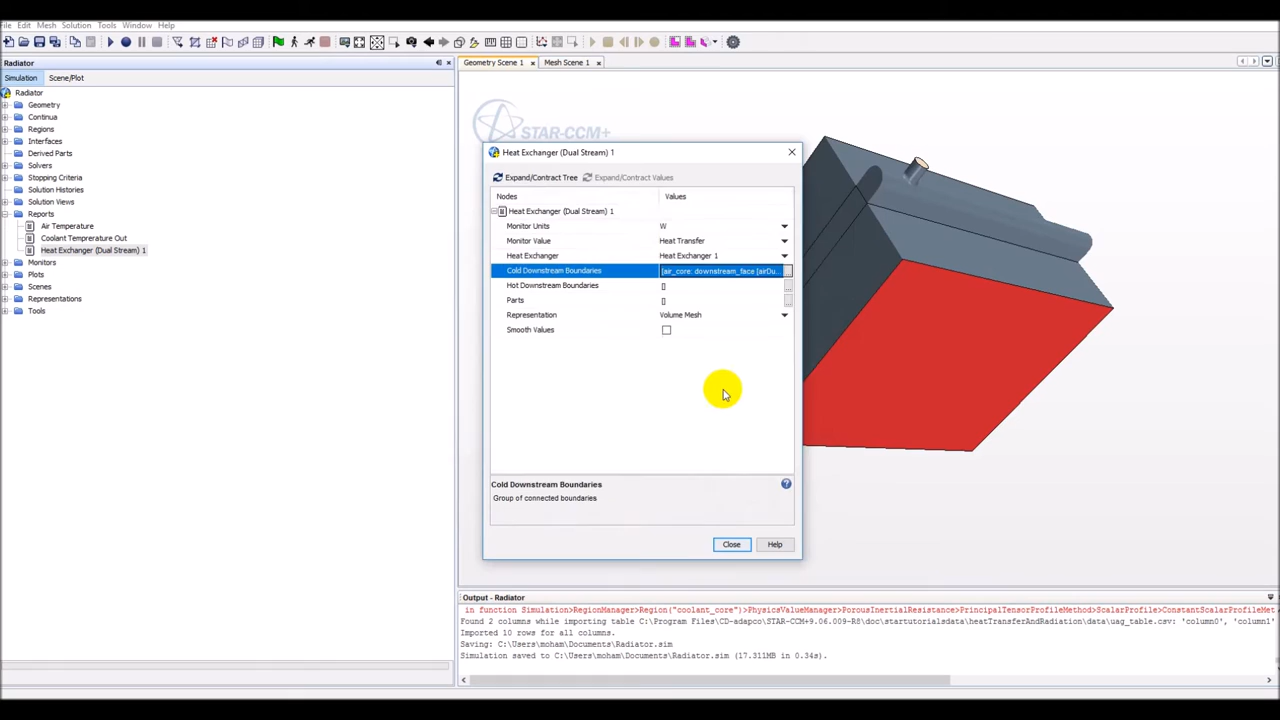 File Edit Mesh Solution Tools Window Help
Radiator
Geometry Scene 1
Mesh Scene 1
Simulation Scene/Plot
Radiator
Geometry
Continua
Regions
Interfaces
Derived Parts
Solvers
Stopping Criteria
Solution Histories
Solution Views
Reports
Air Temperature
Coolant Temprerature Out
Heat Exchanger (Dual Stream) 1
Monitors
Plots
Scenes
Representations
Tools
STAR-CCM+
Heat Exchanger (Dual Stream) 1
Expand/Contract Tree Expand/Contract Values
Nodes Values
Heat Exchanger (Dual Stream) 1
Monitor Units W
Monitor Value Heat Transfer
Heat Exchanger Heat Exchanger 1
Cold Downstream Boundaries [air_core: downstream_face [airDu...
Hot Downstream Boundaries []
Parts []
Representation Volume Mesh
Smooth Values
Cold Downstream Boundaries
Group of connected boundaries
Close Help
Output - Radiator
in function Simulation>RegionManager>Region("coolant_core")>PhysicsValueManager>PorousInertialResistance>PrincipalTensorProfileMethod>ScalarProfile>ConstantScalarProfileMet
Found 2 columns while importing table C:\Program Files\CD-adapco\STAR-CCM+9.06.009-R8\doc\startutorialsdata\heatTransferAndRadiation\data\uag_table.csv: 'column0', 'column1'
Imported 10 rows for all columns.
Saving: C:\Users\moham\Documents\Radiator.sim
Simulation saved to C:\Users\moham\Documents\Radiator.sim (17.311MB in 0.34s).